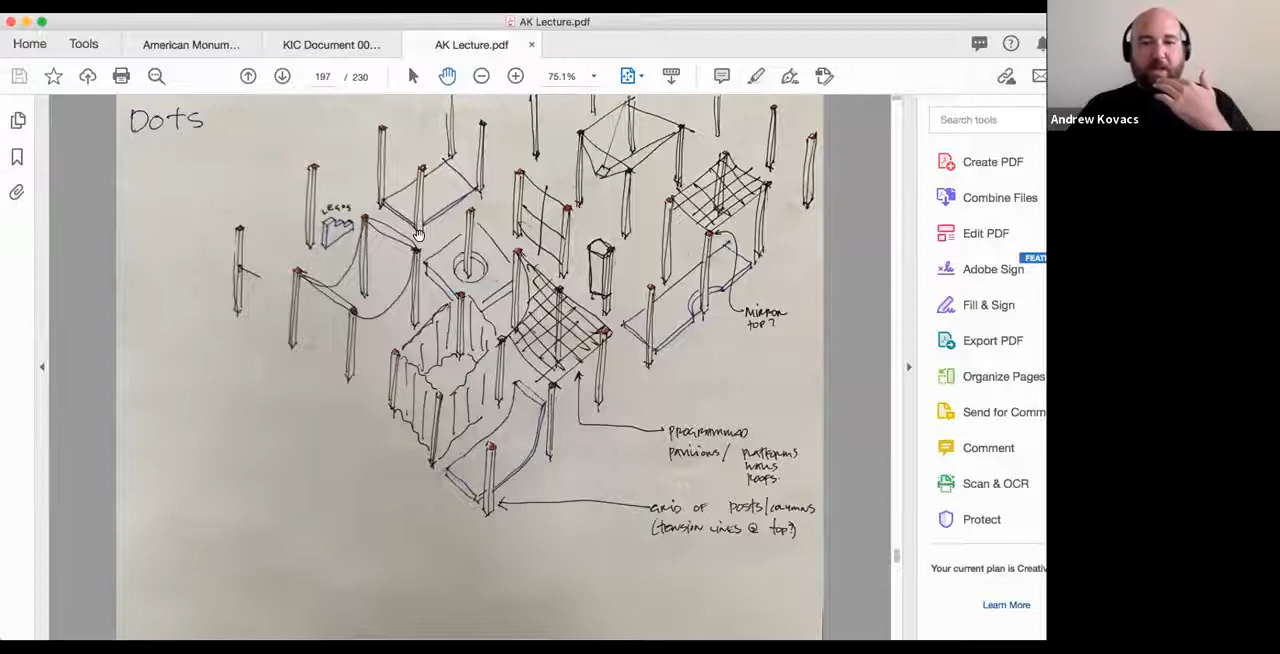 AK Lecture.pdf
Home
Tools
American Monum...
KIC Document 00...
AK Lecture.pdf
×
197 / 230
75.1%
Andrew Kovacs
Search tools
Create PDF
Combine Files
Edit PDF
FEAT
Adobe Sign
Fill & Sign
Export PDF
Organize Pages
Send for Comm
Comment
Scan & OCR
Protect
Your current plan is Creativ
Learn More
Dots
LEGOS
MIRROR
TOP?
PROGRAMMED
PAVILIONS/ PLATFORMS
WALLS
ROOFS.
GRID OF POSTS/COLUMNS
(TENSION LINES @ TOP?)